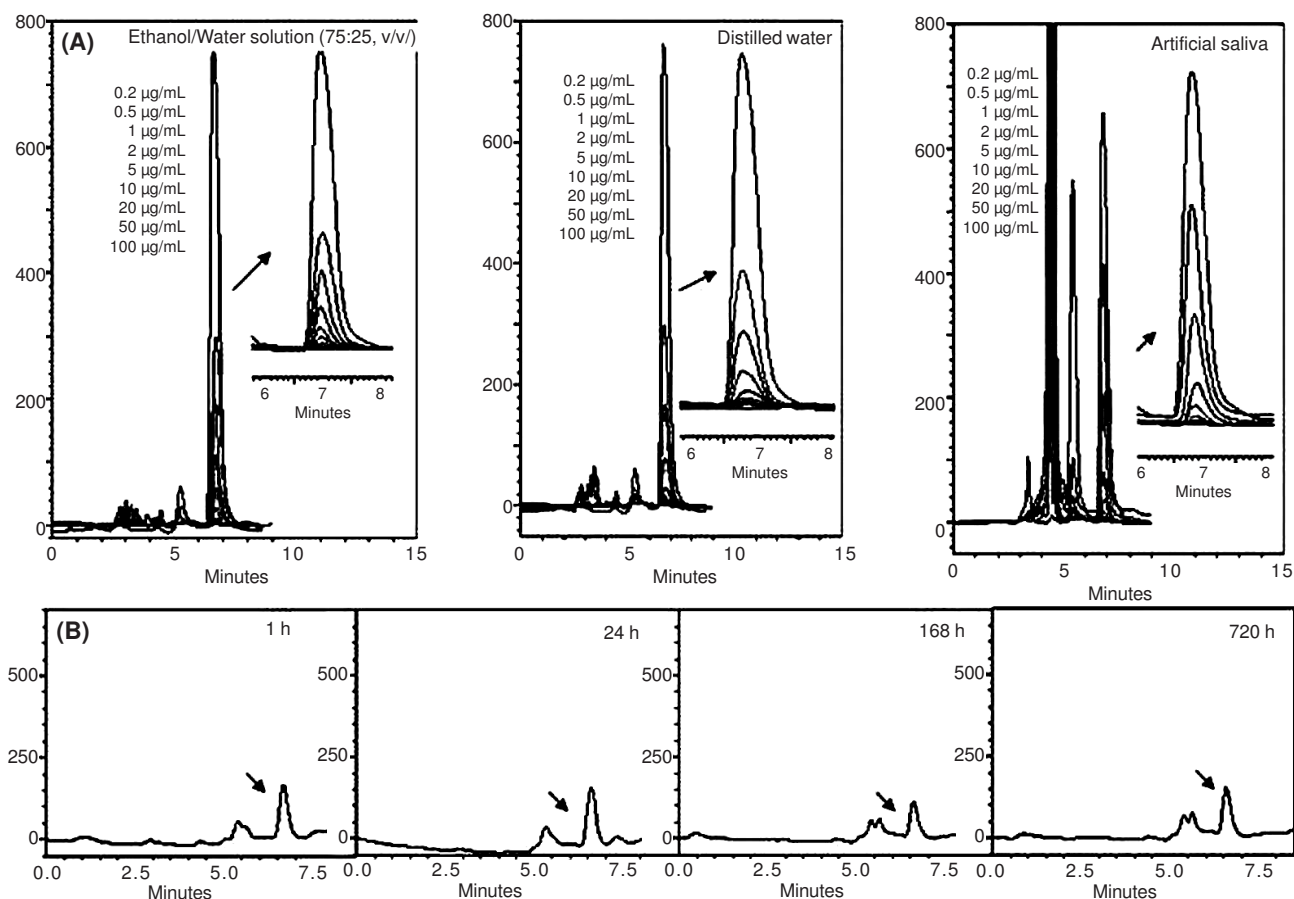 (A)
Ethanol/Water solution (75:25, v/v/)
800
600
400
200
0
0.2 µg/mL
0.5 µg/mL
1 µg/mL
2 µg/mL
5 µg/mL
10 µg/mL
20 µg/mL
50 µg/mL
100 µg/mL
6 7 8
Minutes
0 5 10 15
Minutes
Distilled water
800
600
400
200
0
0.2 µg/mL
0.5 µg/mL
1 µg/mL
2 µg/mL
5 µg/mL
10 µg/mL
20 µg/mL
50 µg/mL
100 µg/mL
6 7 8
Minutes
0 5 10 15
Minutes
Artificial saliva
800
600
400
200
0
0.2 µg/mL
0.5 µg/mL
1 µg/mL
2 µg/mL
5 µg/mL
10 µg/mL
20 µg/mL
50 µg/mL
100 µg/mL
6 7 8
Minutes
0 5 10 15
Minutes
(B)
1 h
500
250
0
0.0 2.5 5.0 7.5
Minutes
24 h
500
250
0
0.0 2.5 5.0 7.5
Minutes
168 h
500
250
0
0.0 2.5 5.0 7.5
Minutes
720 h
500
250
0
0.0 2.5 5.0 7.5
Minutes